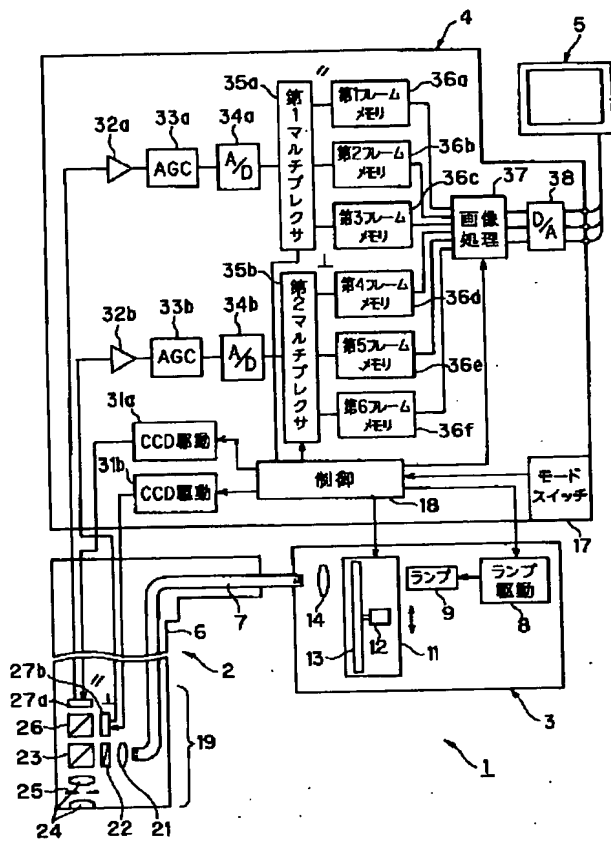 4
5
35a
//
36a
33a
34a
第1フレーム
メモリ
32a
第1マルチプレクサ
36b
AGC
A/D
第2フレーム
メモリ
37
36c
38
第3フレーム
メモリ
画像
処理
D/A
35b
⊥
33b
34b
第2マルチプレクサ
第4フレーム
メモリ
36d
32b
AGC
A/D
第5フレーム
メモリ
36e
31a
第6フレーム
メモリ
36f
CCD駆動
31b
CCD駆動
制御
18
モード
スイッチ
17
7
14
ランプ
ランプ
駆動
6
9
8
2
12
13
11
27b
//
27a
⊥
3
26
19
23
1
25
24
22
21